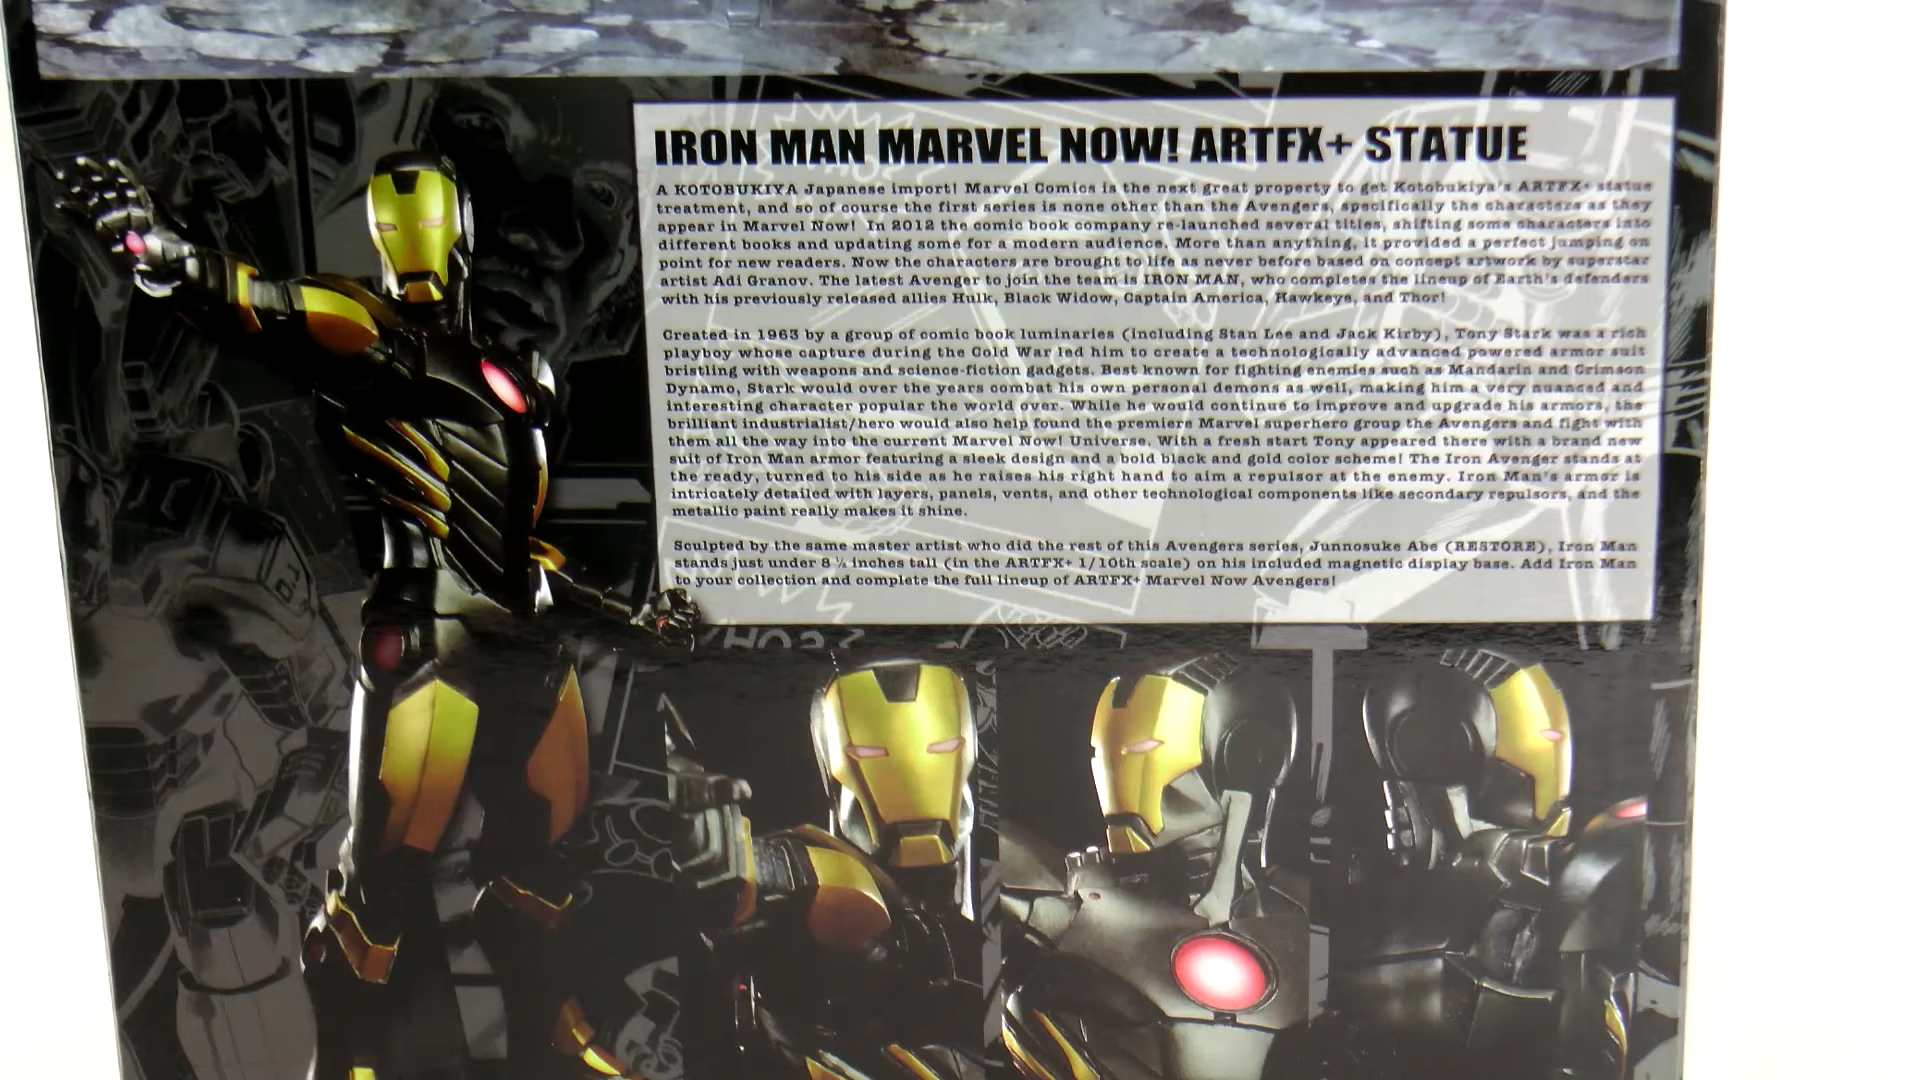 IRON MAN MARVEL NOW! ARTFX+ STATUE
A KOTOBUKIYA Japanese import! Marvel Comics is the next great property to get Kotobukiya's ARTFX+ statue
treatment, and so of course the first series is none other than the Avengers, specifically the characters as they
appear in Marvel Now! In 2012 the comic book company re-launched several titles, shifting some characters into
different books and updating some for a modern audience. More than anything, it provided a perfect jumping on
point for new readers. Now the characters are brought to life as never before based on concept artwork by superstar
artist Adi Granov. The latest Avenger to join the team is IRON MAN, who completes the lineup of Earth's defenders
with his previously released allies Hulk, Black Widow, Captain America, Hawkeye, and Thor!
Created in 1963 by a group of comic book luminaries (including Stan Lee and Jack Kirby), Tony Stark was a rich
playboy whose capture during the Cold War led him to create a technologically advanced powered armor suit
bristling with weapons and science-fiction gadgets. Best known for fighting enemies such as Mandarin and Crimson
Dynamo, Stark would over the years combat his own personal demons as well, making him a very nuanced and
interesting character popular the world over. While he would continue to improve and upgrade his armors, the
brilliant industrialist/hero would also help found the premiere Marvel superhero group the Avengers and fight with
them all the way into the current Marvel Now! Universe. With a fresh start Tony appeared there with a brand new
suit of Iron Man armor featuring a sleek design and a bold black and gold color scheme! The Iron Avenger stands at
the ready, turned to his side as he raises his right hand to aim a repulsor at the enemy. Iron Man's armor is
intricately detailed with layers, panels, vents, and other technological components like secondary repulsors, and the
metallic paint really makes it shine.
Sculpted by the same master artist who did the rest of this Avengers series, Junnosuke Abe (RESTORE), Iron Man
stands just under 8 ½ inches tall (in the ARTFX+ 1/10th scale) on his included magnetic display base. Add Iron Man
to your collection and complete the full lineup of ARTFX+ Marvel Now Avengers!